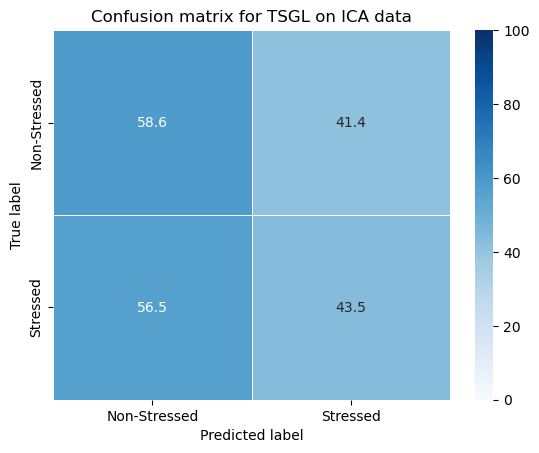 Confusion matrix for TSGL on ICA data
True label
Non-Stressed
Stressed
58.6
41.4
56.5
43.5
Non-Stressed
Stressed
Predicted label
100
80
60
40
20
0